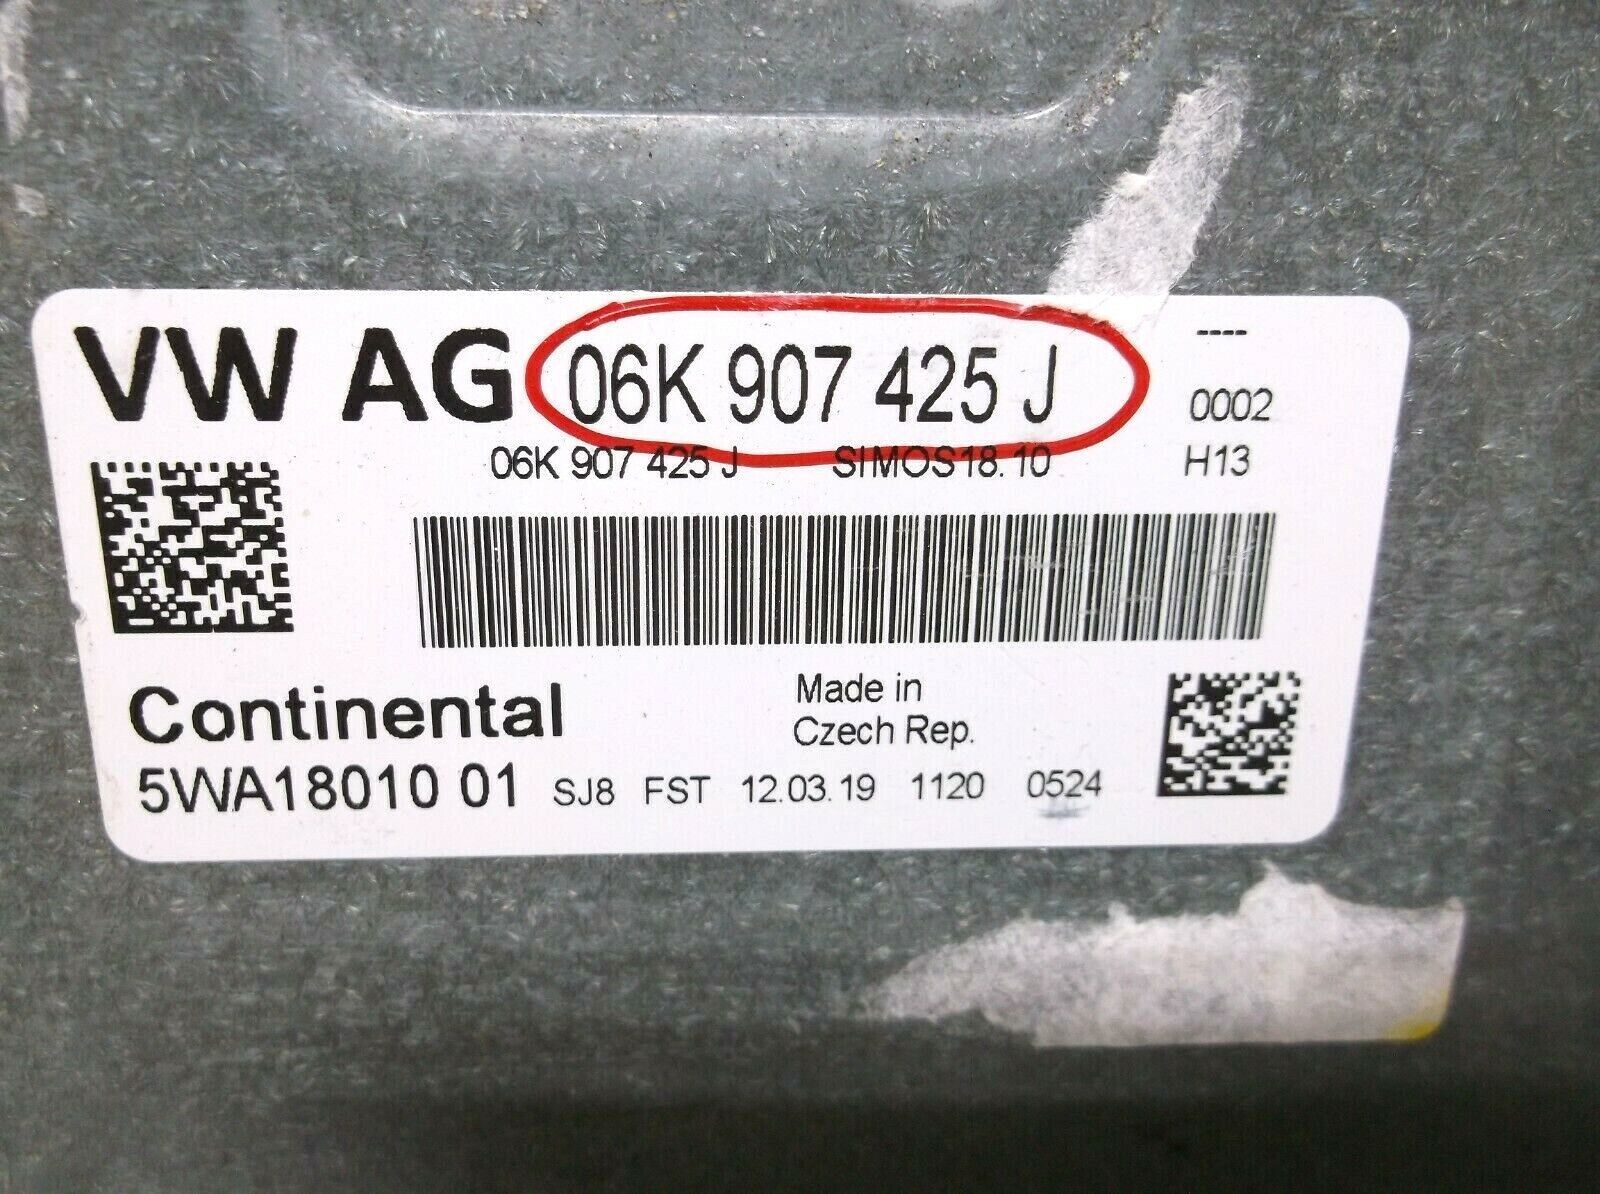 VW AG 06K 907 425 J ----
0002
06K 907 425 J SIMOS18.10 H13
Continental
Made in
Czech Rep.
5WA18010 01 SJ8 FST 12.03.19 1120 0524